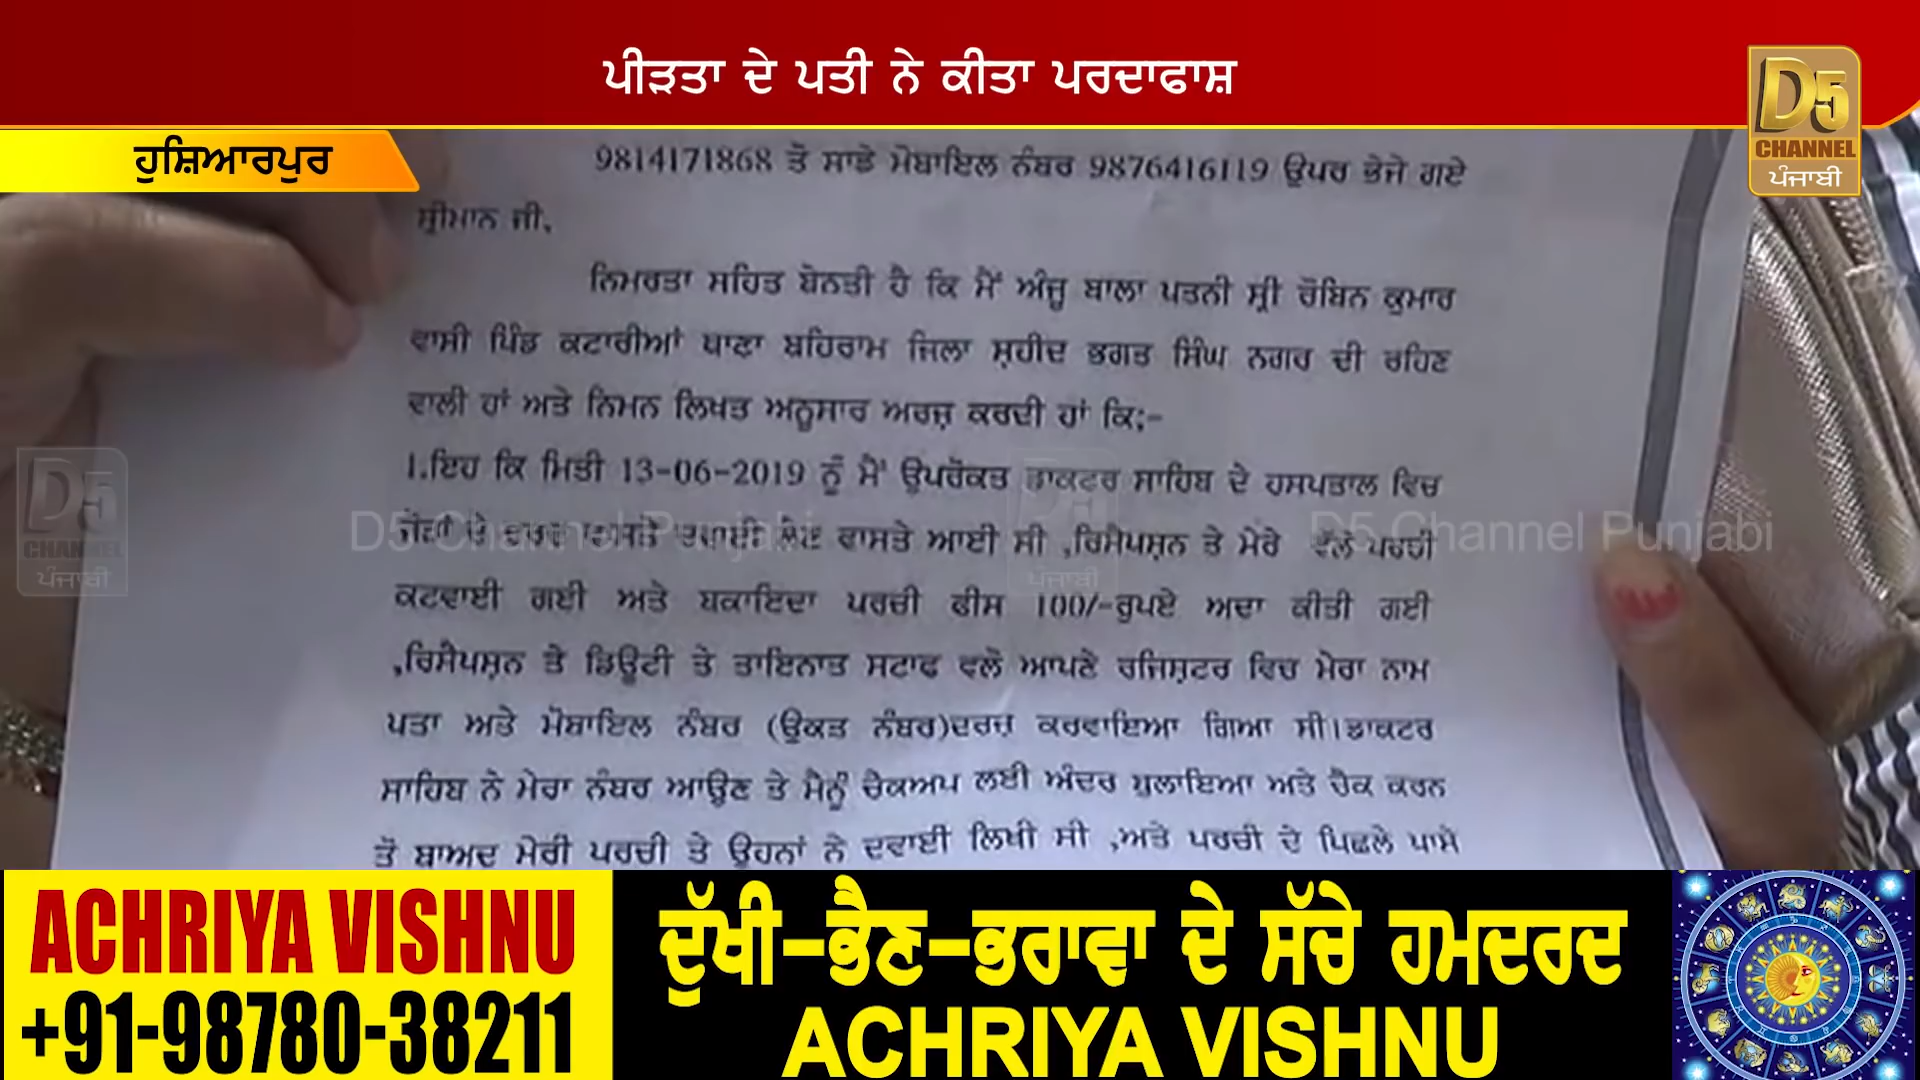 ਪੀੜਤਾ ਦੇ ਪਤੀ ਨੇ ਕੀਤਾ ਪਰਦਾਫਾਸ਼
D5
CHANNEL
ਪੰਜਾਬੀ
ਹੁਸ਼ਿਆਰਪੁਰ
9814171868 ਤੋ ਸਾਡੇ ਮੋਬਾਇਲ ਨੰਬਰ 9876416119 ਉਪਰ ਭੇਜੇ ਗਏ
ਸ੍ਰੀਮਾਨ ਜੀ,
ਨਿਮਰਤਾ ਸਹਿਤ ਬੇਨਤੀ ਹੈ ਕਿ ਮੈਂ ਅੰਜੂ ਬਾਲਾ ਪਤਨੀ ਸ੍ਰੀ ਰੋਬਿਨ ਕੁਮਾਰ
ਵਾਸੀ ਪਿੰਡ ਕਟਾਰੀਆਂ ਥਾਣਾ ਬਹਿਰਾਮ ਜਿਲਾ ਸ਼ਹੀਦ ਭਗਤ ਸਿੰਘ ਨਗਰ ਦੀ ਰਹਿਣ
ਵਾਲੀ ਹਾਂ ਅਤੇ ਨਿਮਨ ਲਿਖਤ ਅਨੂਸਾਰ ਅਰਜ਼ ਕਰਦੀ ਹਾਂ ਕਿ;-
1.ਇਹ ਕਿ ਮਿਤੀ 13-06-2019 ਨੂੰ ਮੈਂ ਉਪਰੋਕਤ ਡਾਕਟਰ ਸਾਹਿਬ ਦੇ ਹਸਪਤਾਲ ਵਿਚ
ਦਵਾਈ ਲੈਣ ਵਾਸਤੇ ਆਈ ਸੀ ,ਰਿਸੈਪਸ਼ਨ ਤੇ ਮੇਰੇ ਵੱਲੋ ਪਰਚੀ
ਕਟਵਾਈ ਗਈ ਅਤੇ ਬਕਾਇਦਾ ਪਰਚੀ ਫੀਸ 100/-ਰੁਪਏ ਅਦਾ ਕੀਤੀ ਗਈ
,ਰਿਸੈਪਸ਼ਨ ਤੇ ਡਿਊਟੀ ਤੇ ਤਾਇਨਾਤ ਸਟਾਫ ਵਲੋ ਆਪਣੇ ਰਜਿਸ਼ਟਰ ਵਿਚ ਮੇਰਾ ਨਾਮ
ਪਤਾ ਅਤੇ ਮੋਬਾਇਲ ਨੰਬਰ (ਉਕਤ ਨੰਬਰ)ਦਰਜ਼ ਕਰਵਾਇਆ ਗਿਆ ਸੀ।ਡਾਕਟਰ
ਸਾਹਿਬ ਨੇ ਮੇਰਾ ਨੰਬਰ ਆਉਣ ਤੇ ਮੈਨੂੰ ਚੈਕਅਪ ਲਈ ਅੰਦਰ ਬੁਲਾਇਆ ਅਤੇ ਚੈਕ ਕਰਨ
ਤੋ ਬਾਅਦ ਮੇਰੀ ਪਰਚੀ ਤੇ ਉਹਨਾਂ ਨੇ ਦਵਾਈ ਲਿਖੀ ਸੀ ,ਅਤੇ ਪਰਚੀ ਦੇ ਪਿਛਲੇ ਪਾਸੇ
D5
CHANNEL
ਪੰਜਾਬੀ
D5 Channel Punjabi
D5
ਪੰਜਾਬੀ
D5 Channel Punjabi
ACHRIYA VISHNU
+91-98780-38211
ਦੁੱਖੀ-ਭੈਣ-ਭਰਾਵਾ ਦੇ ਸੱਚੇ ਹਮਦਰਦ
ACHRIYA VISHNU